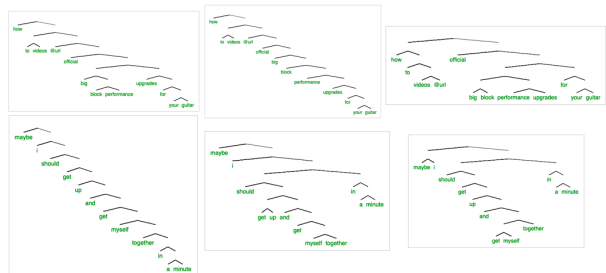 how
to videos @url
official
big upgrades
block performance for
your guitar
how
to videos @url
official
big
block
performance
upgrades
for
your guitar
how official
to
videos @url for
big block performance upgrades your guitar
maybe
i
should
get
up
and
get
myself
together
in
a minute
maybe
i
should in
a minute
get up and
get
myself together
maybe i
should in
get a minute
up
and
together
get myself